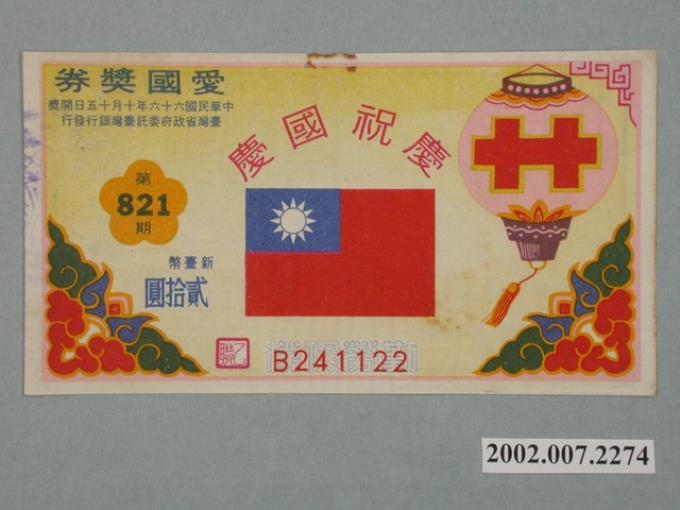 愛國獎券
中華民國六十六年十月十五日開獎
臺灣省政府委託臺灣銀行發行
慶祝國慶
第
821
期
新臺幣
貳拾圓
乙聯
B241122
2002.007.2274